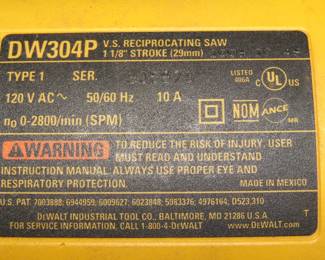 DW304P V.S. RECIPROCATING SAW
1 1/8" STROKE (29mm)
TYPE 1 SER.
LISTED
C UL US
120 V AC~ 50/60 Hz 10 A
NOM ANCE
MR
n₀ 0-2800/min (SPM)
WARNING TO REDUCE THE RISK OF INJURY, USER
MUST READ AND UNDERSTAND
INSTRUCTION MANUAL. ALWAYS USE PROPER EYE AND
RESPIRATORY PROTECTION. MADE IN MEXICO
U.S. PAT 7003888; 6944959; 6009627; 6023848; 5083376; 4976164, D523,310
DEWALT INDUSTRIAL TOOL CO., BALTIMORE, MD 21286 U.S.A
FOR SERVICE INFORMATION, CALL 1-800-4-DEWALT www.DEWALT.com
T